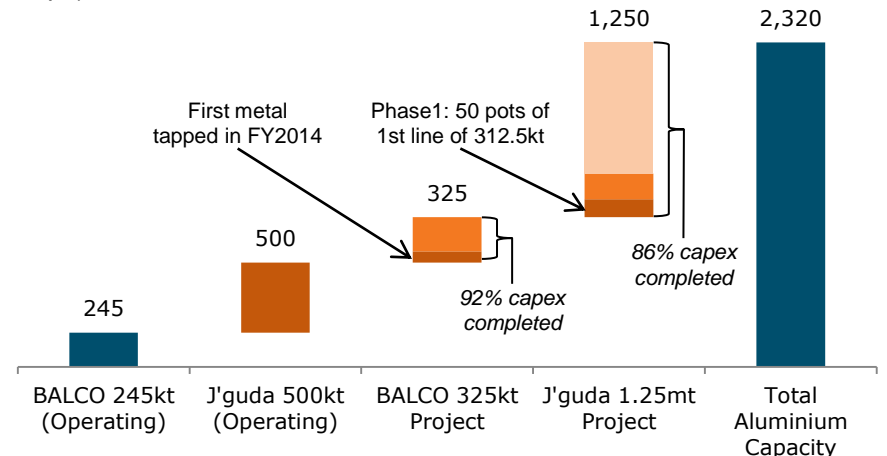 1,250
2,320
First metal
tapped in FY2014
Phase1: 50 pots of
1st line of 312.5kt
325
500
86% capex
completed
92% capex
completed
245
BALCO 245kt
(Operating)
J'guda 500kt
(Operating)
BALCO 325kt
Project
J'guda 1.25mt
Project
Total
Aluminium
Capacity